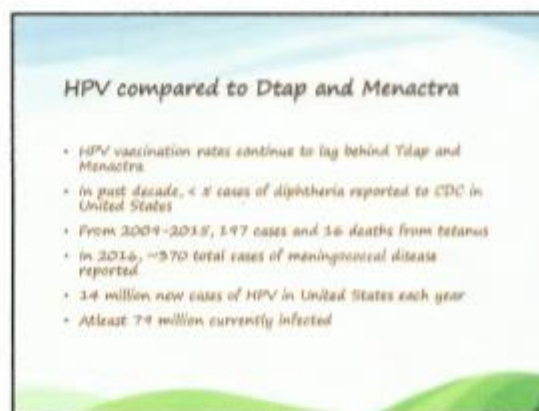 HPV compared to Dtap and Menactra
• HPV vaccination rates continue to lag behind Tdap and
Menactra
• In past decade, < 5 cases of diphtheria reported to CDC in
United States
• From 2009-2015, 197 cases and 16 deaths from tetanus
• In 2016, ~370 total cases of meningococcal disease
reported
• 14 million new cases of HPV in United States each year
• Atleast 79 million currently infected